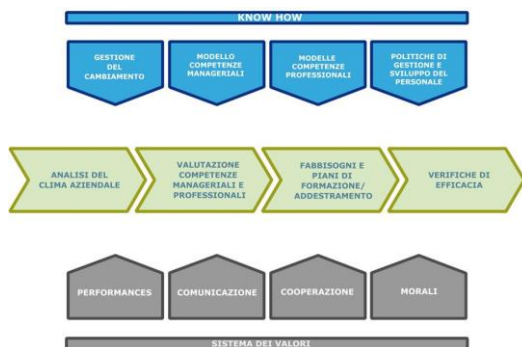 KNOW HOW
GESTIONE
DEL
CAMBIAMENTO
MODELLO
COMPETENZE
MANAGERIALI
MODELLE
COMPETENZE
PROFESSIONALI
POLITICHE DI
GESTIONE E
SVILUPPO DEL
PERSONALE
ANALISI DEL
CLIMA AZIENDALE
VALUTAZIONE
COMPETENZE
MANAGERIALI E
PROFESSIONALI
FABBISOGNI E
PIANI DI
FORMAZIONE/
ADDESTRAMENTO
VERIFICHE DI
EFFICACIA
PERFORMANCES
COMUNICAZIONE
COOPERAZIONE
MORALI
SISTEMA DEI VALORI